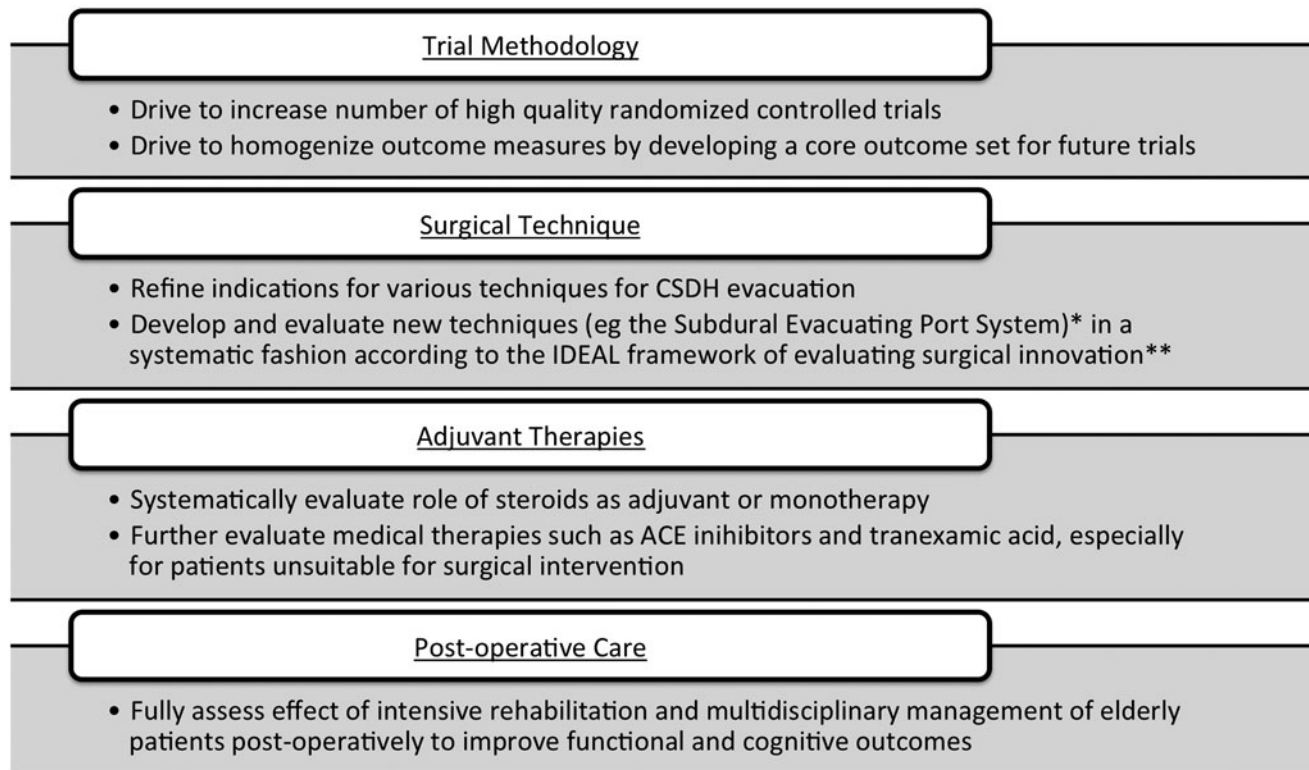 Trial Methodology
• Drive to increase number of high quality randomized controlled trials
• Drive to homogenize outcome measures by developing a core outcome set for future trials
Surgical Technique
• Refine indications for various techniques for CSDH evacuation
• Develop and evaluate new techniques (eg the Subdural Evacuating Port System)* in a
systematic fashion according to the IDEAL framework of evaluating surgical innovation**
Adjuvant Therapies
• Systematically evaluate role of steroids as adjuvant or monotherapy
• Further evaluate medical therapies such as ACE inihibitors and tranexamic acid, especially
for patients unsuitable for surgical intervention
Post-operative Care
• Fully assess effect of intensive rehabilitation and multidisciplinary management of elderly
patients post-operatively to improve functional and cognitive outcomes